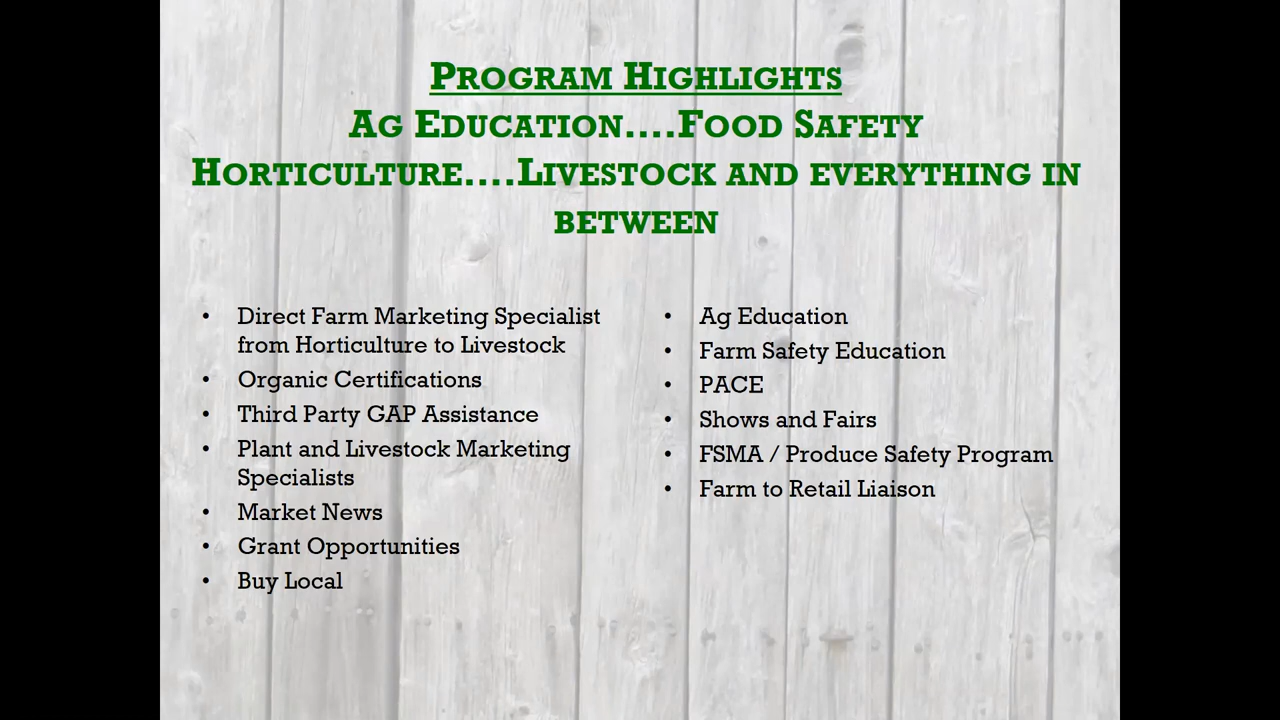 Program Highlights
Ag Education....Food Safety
Horticulture....Livestock and everything in
between
• Direct Farm Marketing Specialist
from Horticulture to Livestock
• Organic Certifications
• Third Party GAP Assistance
• Plant and Livestock Marketing
Specialists
• Market News
• Grant Opportunities
• Buy Local
• Ag Education
• Farm Safety Education
• PACE
• Shows and Fairs
• FSMA / Produce Safety Program
• Farm to Retail Liaison